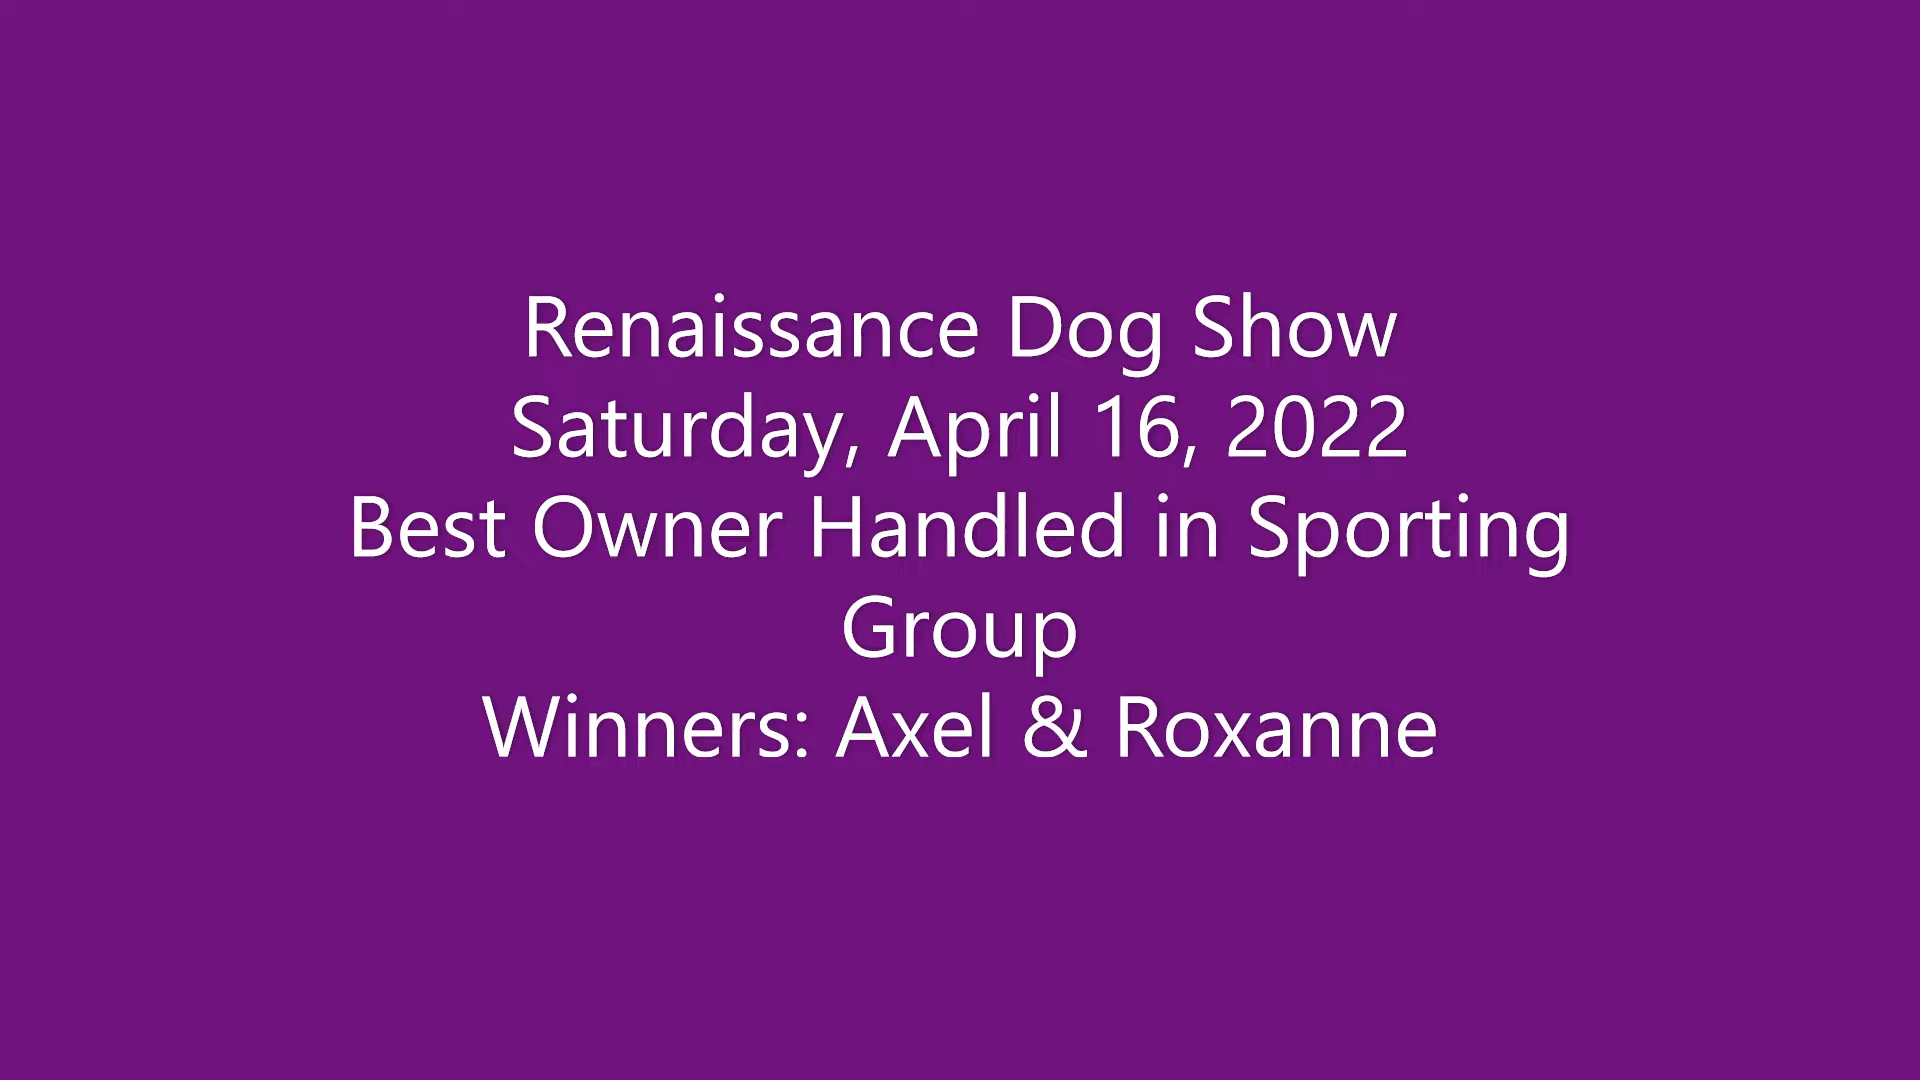 Renaissance Dog Show
Saturday, April 16, 2022
Best Owner Handled in Sporting
Group
Winners: Axel & Roxanne